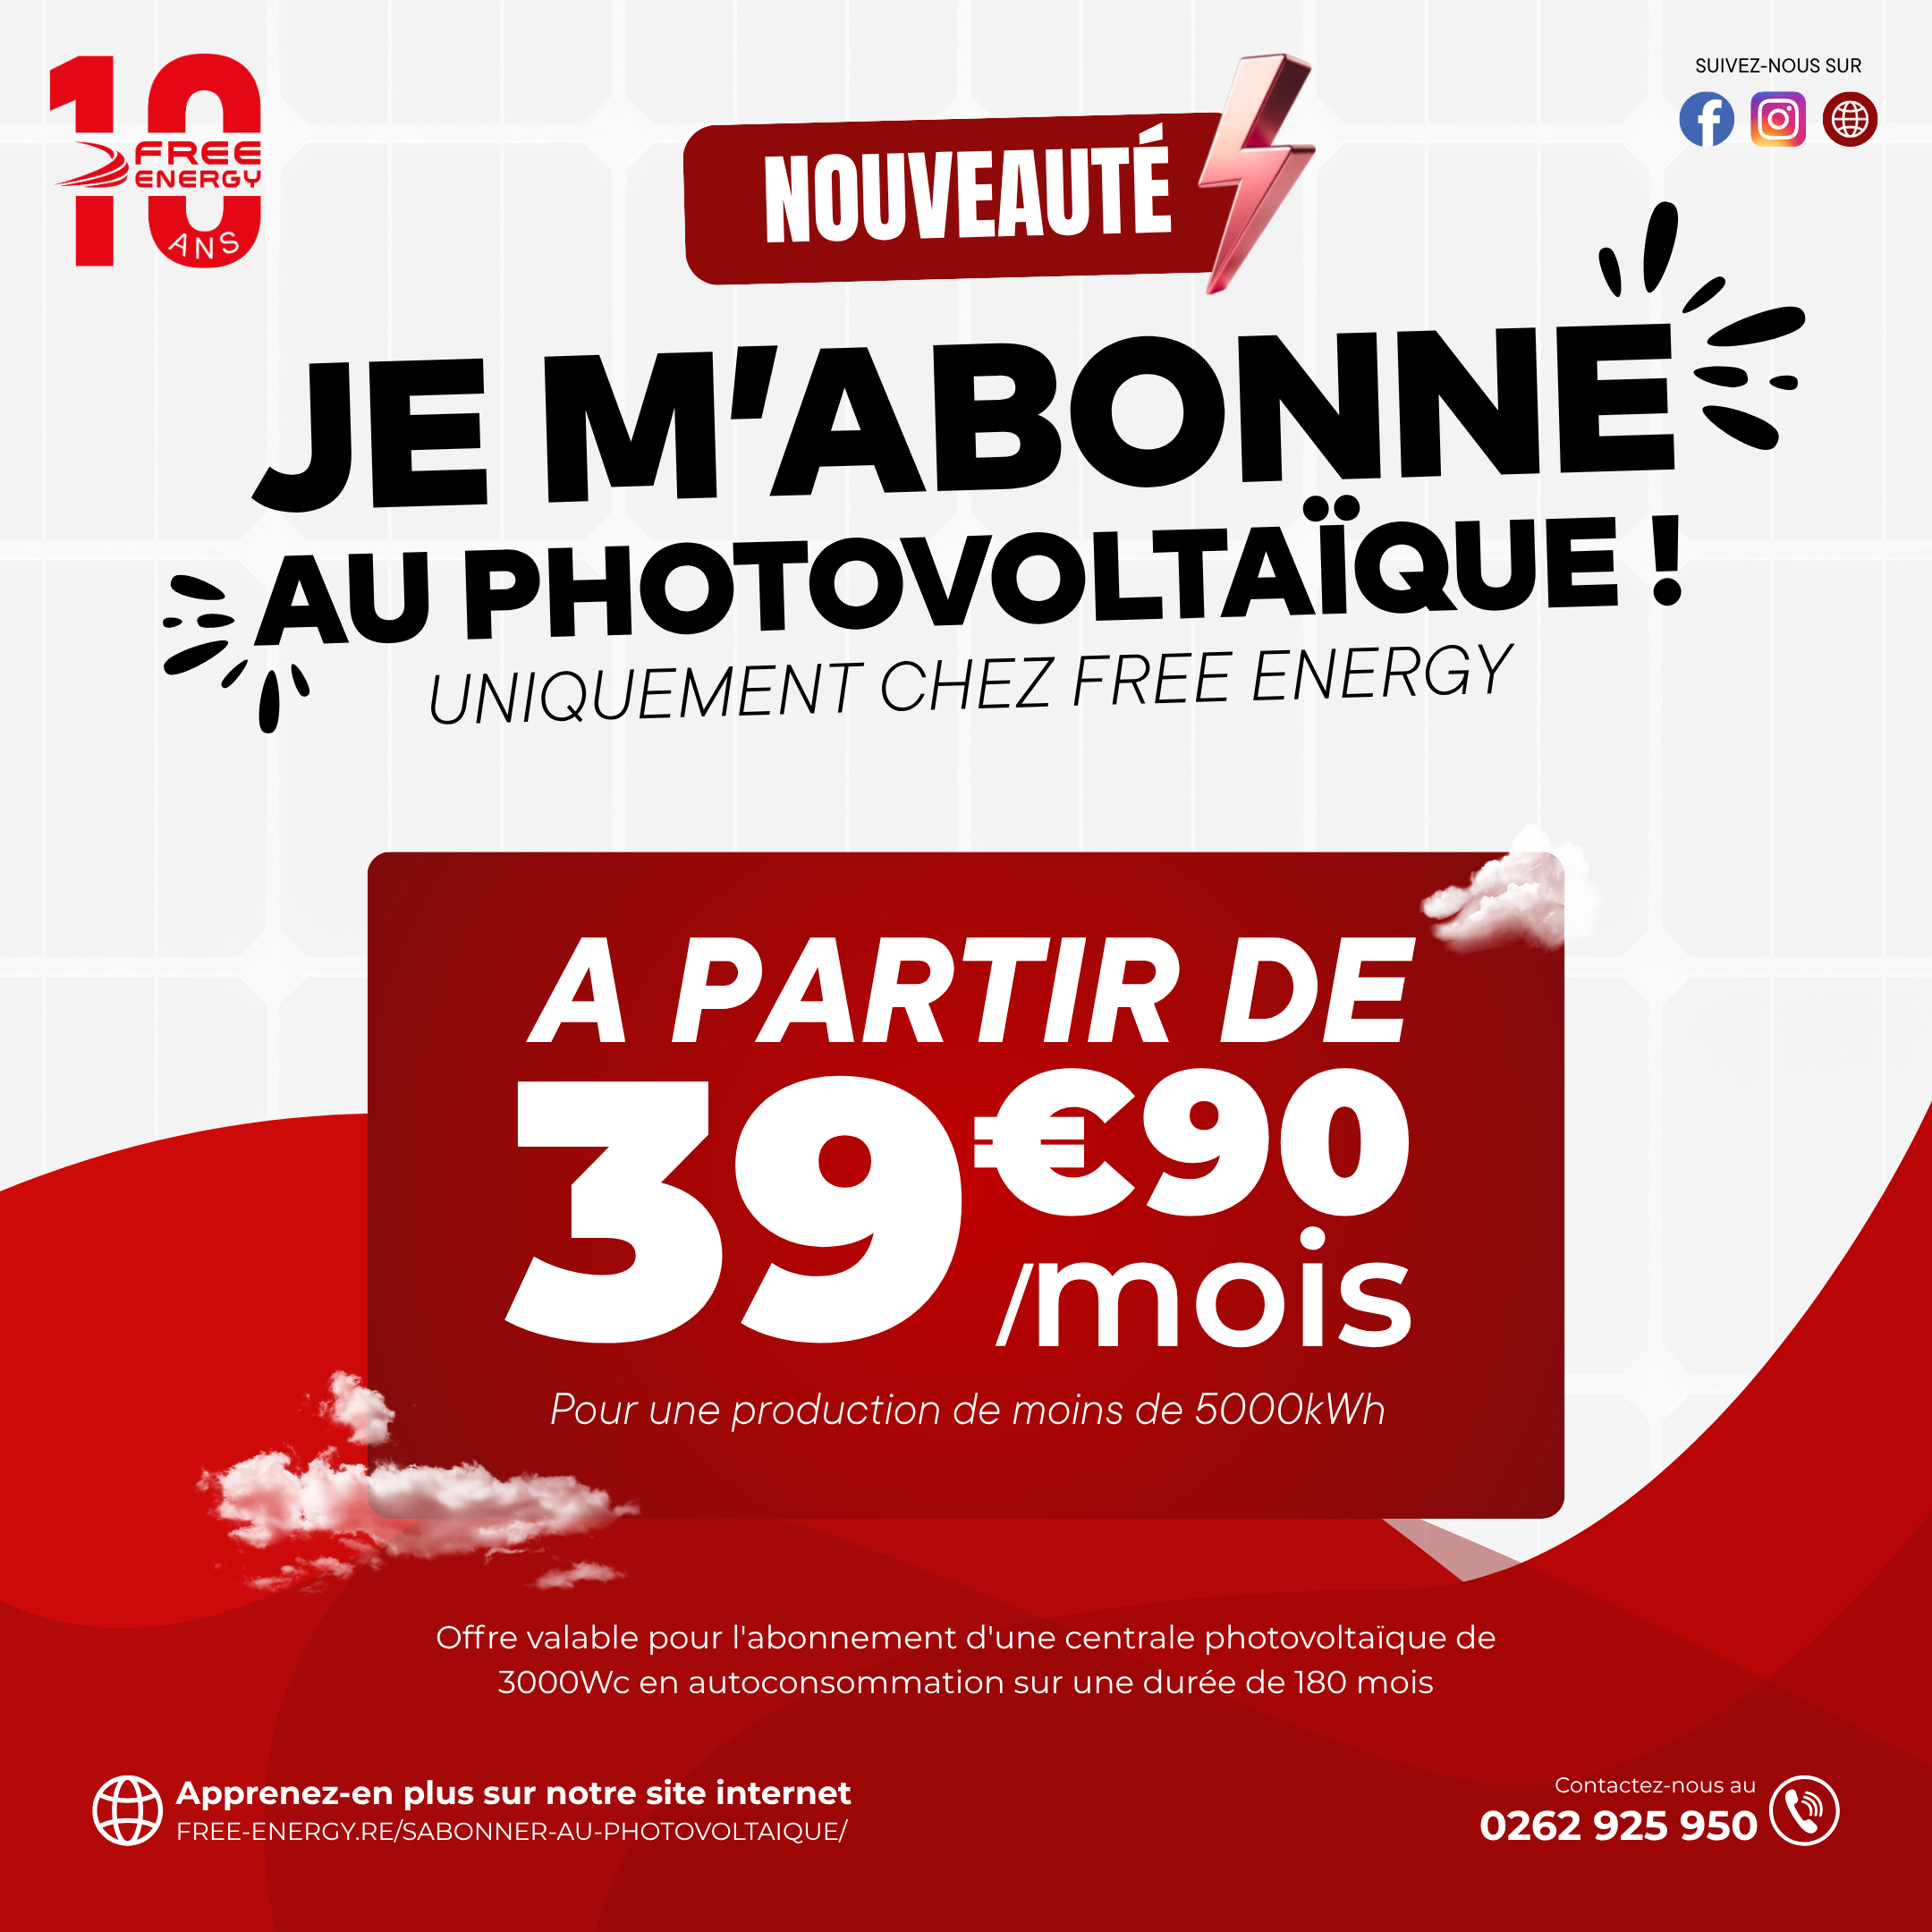 10
FREE
ENERGY
ANS
SUIVEZ-NOUS SUR
NOUVEAUTÉ
JE M'ABONNE
AU PHOTOVOLTAÏQUE !
UNIQUEMENT CHEZ FREE ENERGY
A PARTIR DE
39€90
/mois
Pour une production de moins de 5000kWh
Offre valable pour l'abonnement d'une centrale photovoltaïque de
3000Wc en autoconsommation sur une durée de 180 mois
Apprenez-en plus sur notre site internet
FREE-ENERGY.RE/SABONNER-AU-PHOTOVOLTAIQUE/
Contactez-nous au
0262 925 950